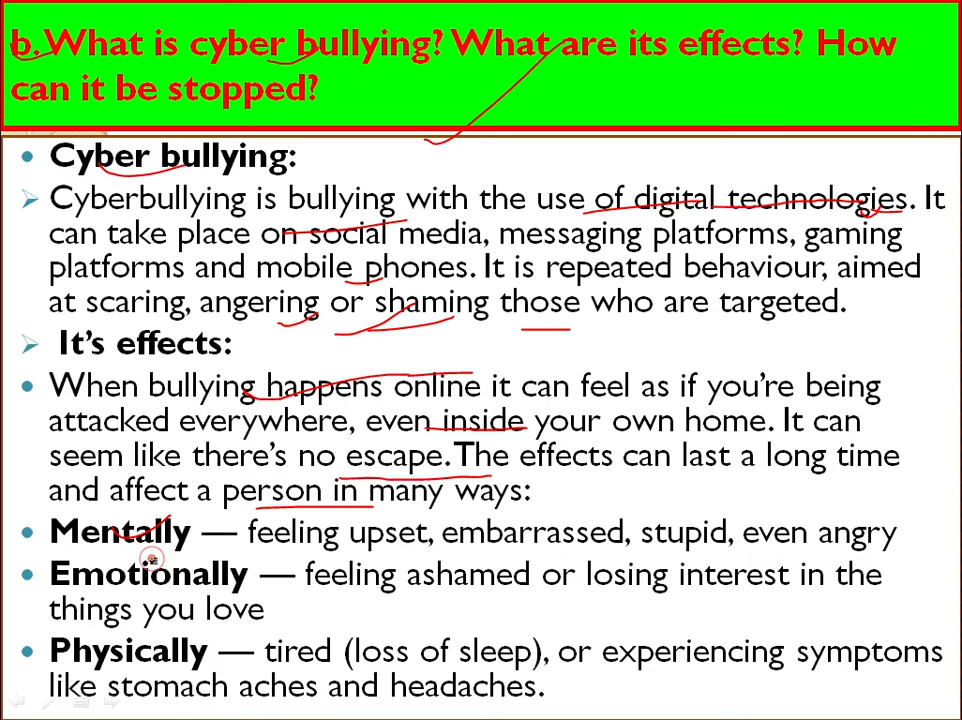 b. What is cyber bullying? What are its effects? How
can it be stopped?
• Cyber bullying:
➢ Cyberbullying is bullying with the use of digital technologies. It
can take place on social media, messaging platforms, gaming
platforms and mobile phones. It is repeated behaviour, aimed
at scaring, angering or shaming those who are targeted.
➢ It's effects:
• When bullying happens online it can feel as if you're being
attacked everywhere, even inside your own home. It can
seem like there's no escape. The effects can last a long time
and affect a person in many ways:
• Mentally — feeling upset, embarrassed, stupid, even angry
• Emotionally — feeling ashamed or losing interest in the
things you love
• Physically — tired (loss of sleep), or experiencing symptoms
like stomach aches and headaches.